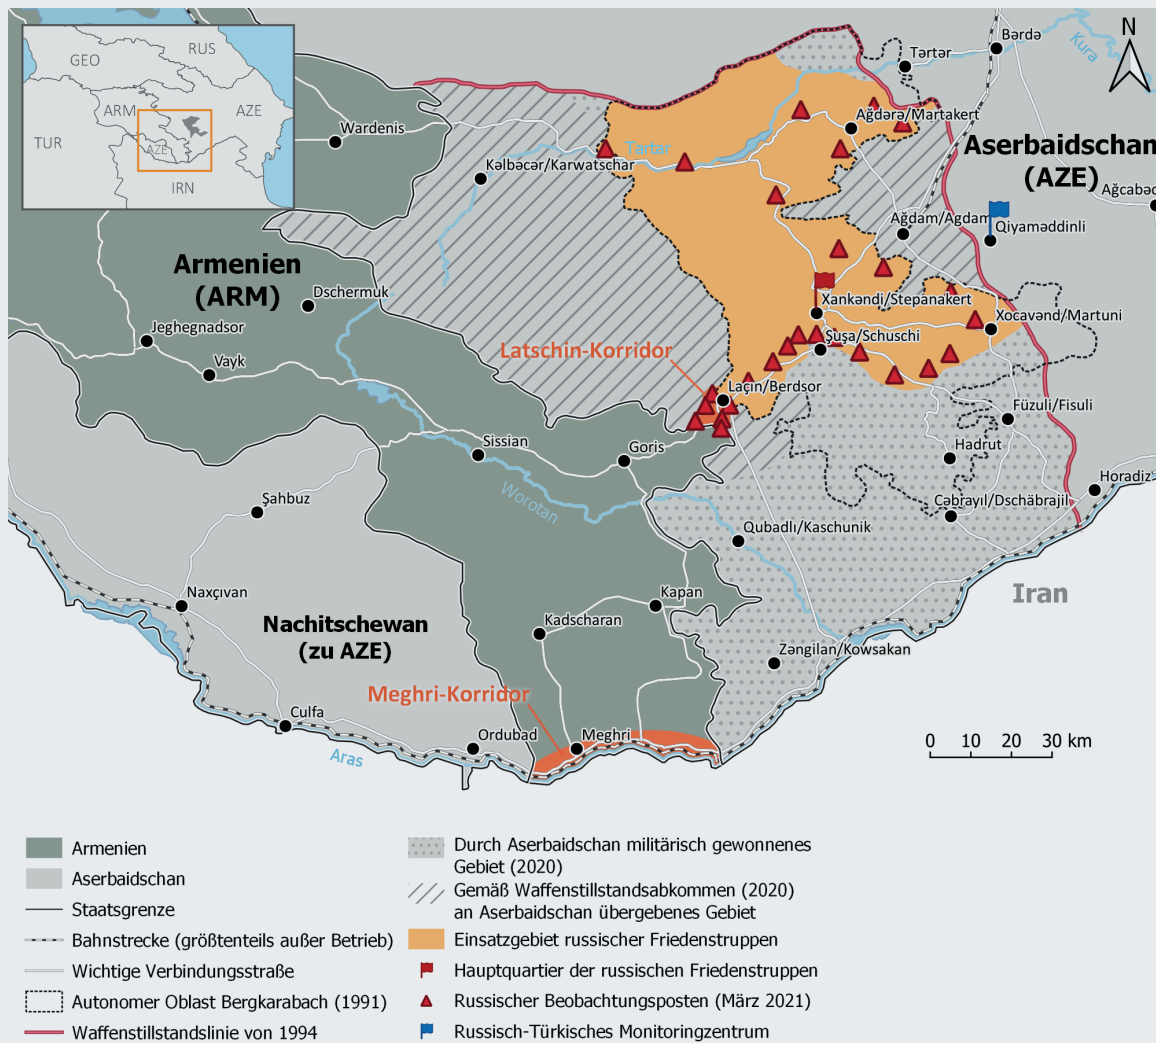 GEO
RUS
ARM
AZE
TUR
AZE
IRN
N
Bərdə
Kura
Tərtər
Wardenis
Ağdərə/Martakert
Tartar
Kəlbəcər/Karwatschar
Aserbaidschan
(AZE)
Ağcabəd
Ağdam/Agdam
Qiyaməddinli
Armenien
(ARM)
Dschermuk
Xankəndi/Stepanakert
Xocavənd/Martuni
Jeghegnadsor
Şuşa/Schuschi
Latschin-Korridor
Vayk
Laçın/Berdsor
Füzuli/Fisuli
Sissian
Goris
Hadrut
Horadiz
Şahbuz
Worotan
Cəbrayıl/Dschäbrajil
Qubadlı/Kaschunik
Naxçıvan
Kapan
Iran
Nachitschewan
(zu AZE)
Kadscharan
Zəngilan/Kowsakan
Meghri-Korridor
Culfa
Ordubad
Meghri
Aras
0 10 20 30 km
Armenien
Aserbaidschan
Staatsgrenze
Bahnstrecke (größtenteils außer Betrieb)
Wichtige Verbindungsstraße
Autonomer Oblast Bergkarabach (1991)
Waffenstillstandslinie von 1994
Durch Aserbaidschan militärisch gewonnenes
Gebiet (2020)
Gemäß Waffenstillstandsabkommen (2020)
an Aserbaidschan übergebenes Gebiet
Einsatzgebiet russischer Friedenstruppen
Hauptquartier der russischen Friedenstruppen
Russischer Beobachtungsposten (März 2021)
Russisch-Türkisches Monitoringzentrum